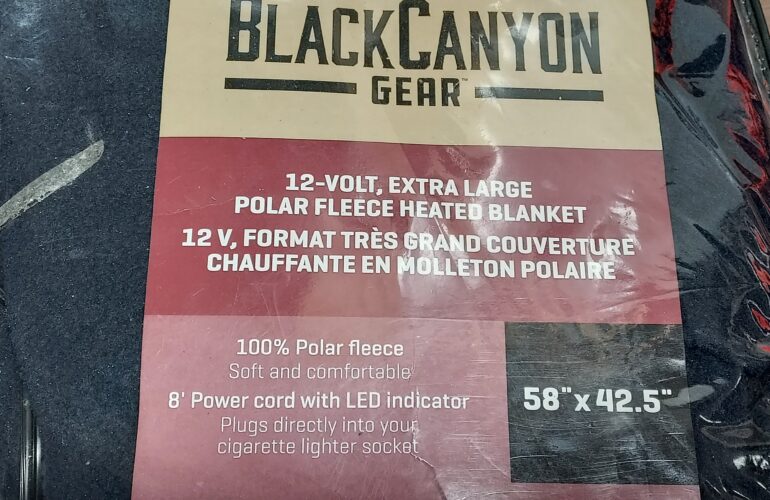 BLACKCANYON
GEAR™
12-VOLT, EXTRA LARGE
POLAR FLEECE HEATED BLANKET
12 V, FORMAT TRÈS GRAND COUVERTURE
CHAUFFANTE EN MOLLETON POLAIRE
100% Polar fleece
Soft and comfortable
8' Power cord with LED indicator
Plugs directly into your
cigarette lighter socket
58" x 42.5"